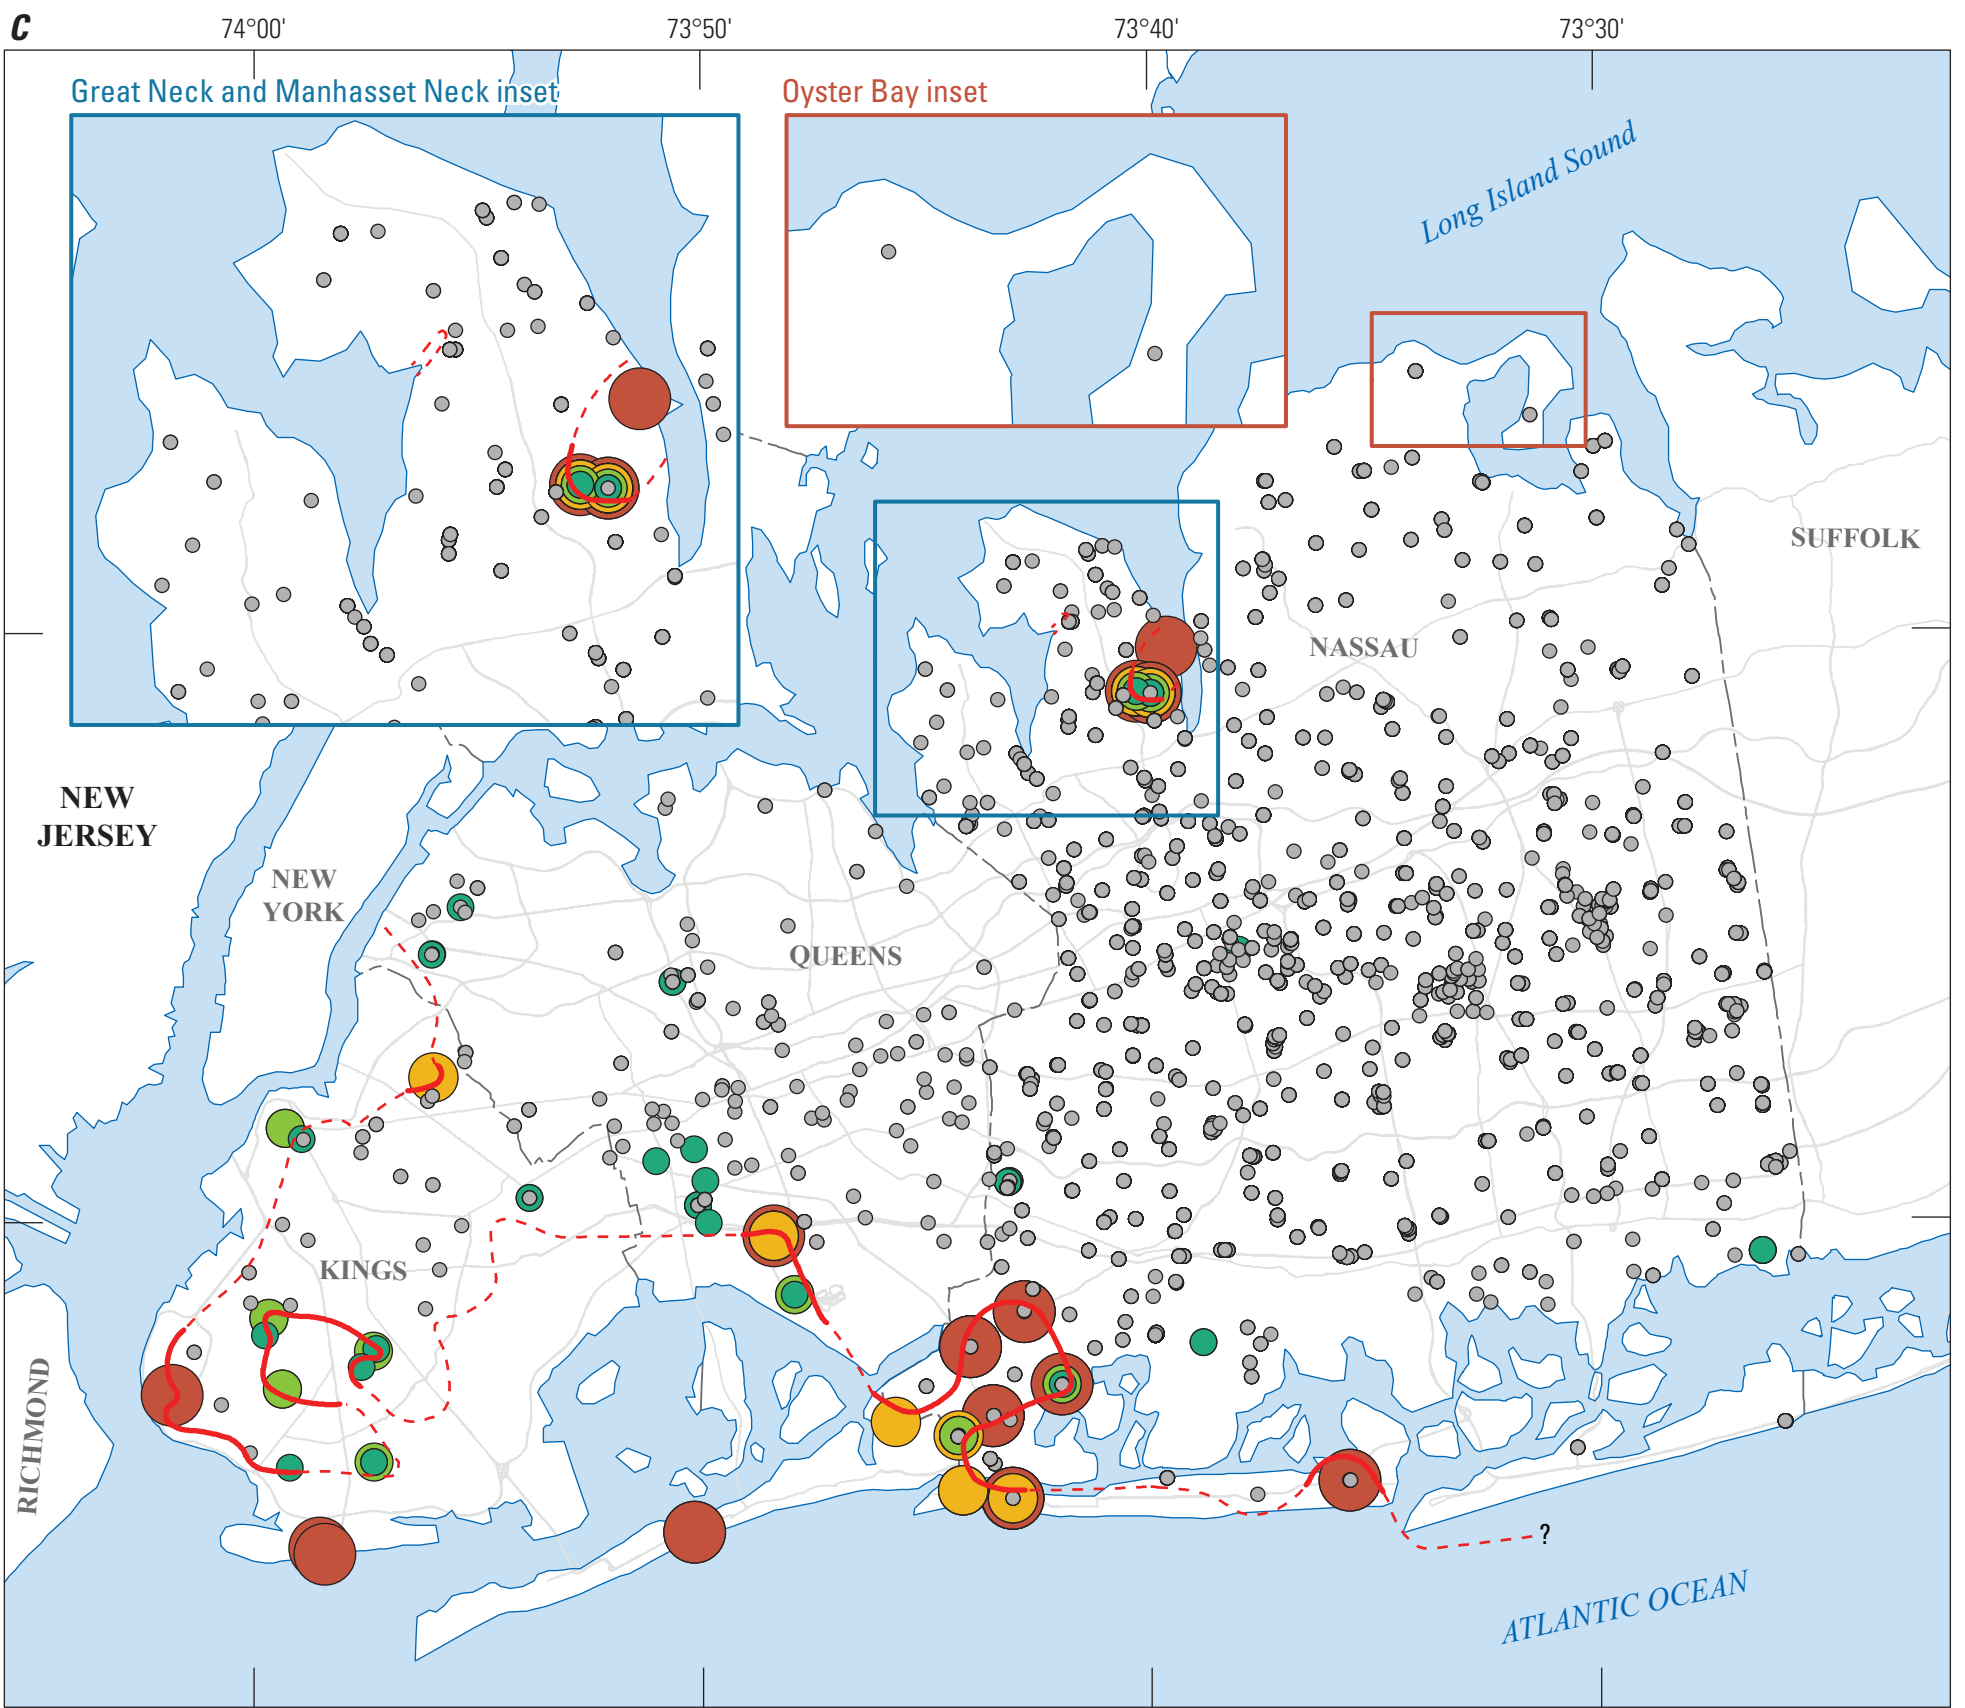 C
74°00'
73°50'
73°40'
73°30'
Great Neck and Manhasset Neck inset
Oyster Bay inset
Long Island Sound
SUFFOLK
NASSAU
NEW
JERSEY
NEW
YORK
QUEENS
KINGS
RICHMOND
?
ATLANTIC OCEAN